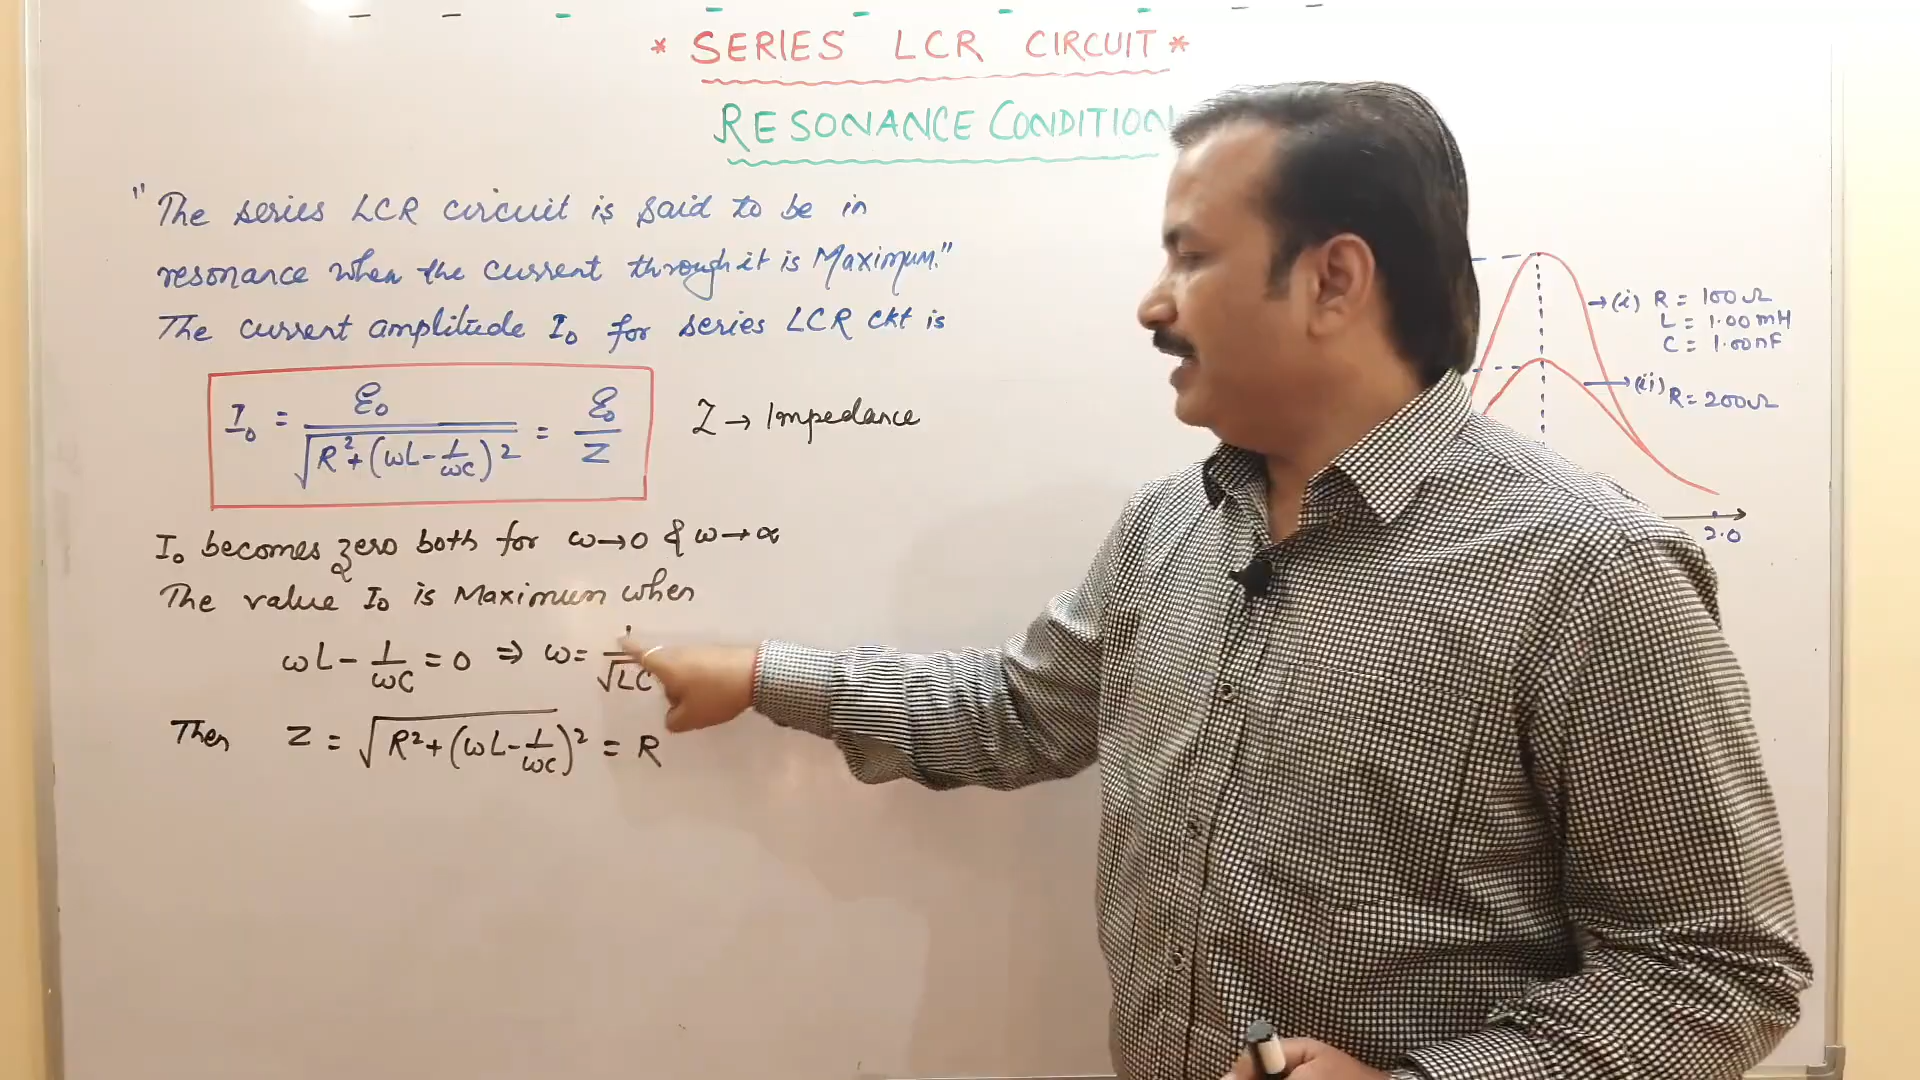 * SERIES LCR CIRCUIT *
RESONANCE CONDITION
"The series LCR circuit is said to be in
resonance when the current through it is Maximum."
The current amplitude I₀ for series LCR ckt is
I₀ = ℰ₀ / √(R² + (ωL - 1/ωC)²) = ℰ₀ / Z
Z → Impedance
I₀ becomes zero both for ω→0 & ω→∝
The value I₀ is Maximum when
ωL - 1/ωC = 0 ⇒ ω = 1/√LC
Then Z = √(R² + (ωL - 1/ωC)²) = R
→(i) R = 100Ω
L = 1.00mH
C = 1.00nF
→(ii) R = 200Ω
2.0